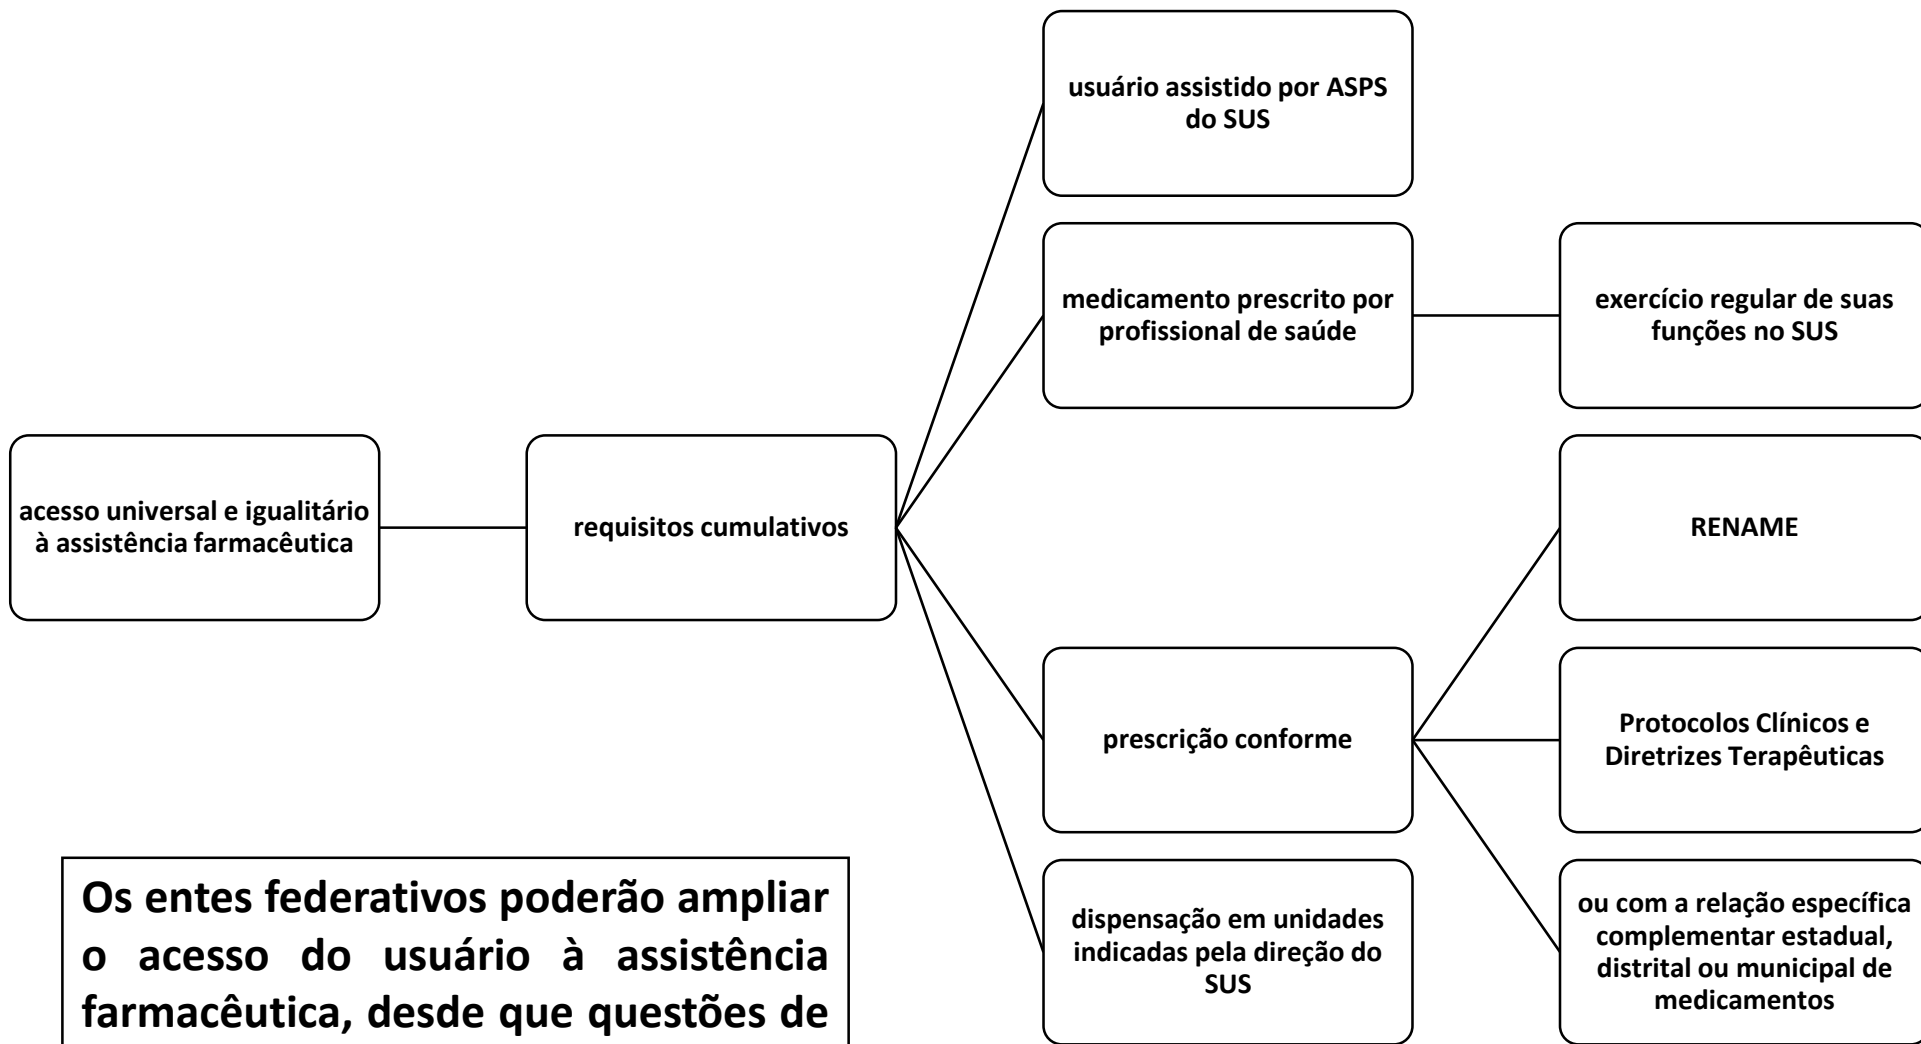 usuário assistido por ASPS
do SUS
medicamento prescrito por
profissional de saúde
exercício regular de suas
funções no SUS
acesso universal e igualitário
à assistência farmacêutica
requisitos cumulativos
RENAME
prescrição conforme
Protocolos Clínicos e
Diretrizes Terapêuticas
dispensação em unidades
indicadas pela direção do
SUS
ou com a relação específica
complementar estadual,
distrital ou municipal de
medicamentos
Os entes federativos poderão ampliar
o acesso do usuário à assistência
farmacêutica, desde que questões de